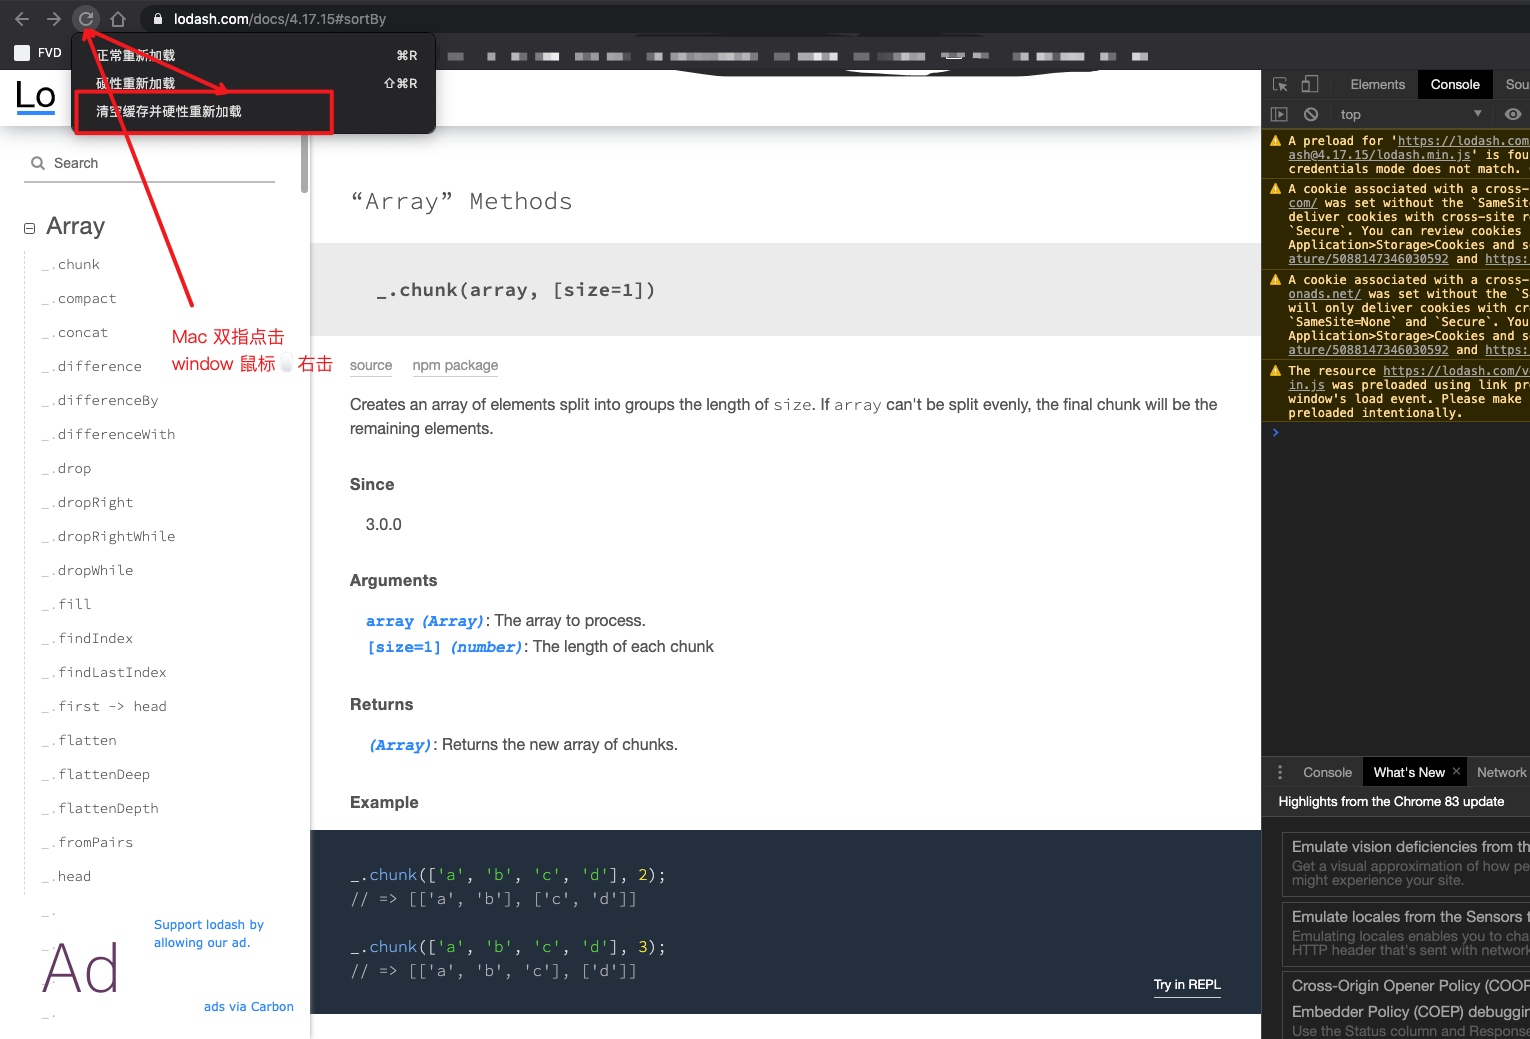 lodash.com/docs/4.17.15#sortBy
FVD
正常重新加载 ⌘R
硬性重新加载 ⇧⌘R
清空缓存并硬性重新加载
Lo
Search
Array
_.chunk
_.compact
_.concat
_.difference
_.differenceBy
_.differenceWith
_.drop
_.dropRight
_.dropRightWhile
_.dropWhile
_.fill
_.findIndex
_.findLastIndex
_.first -> head
_.flatten
_.flattenDeep
_.flattenDepth
_.fromPairs
_.head
_.
_.
_.
Ad
Support lodash by
allowing our ad.
ads via Carbon
Mac 双指点击
window 鼠标 右击
“Array” Methods
_.chunk(array, [size=1])
source npm package
Creates an array of elements split into groups the length of size. If array can't be split evenly, the final chunk will be the
remaining elements.
Since
3.0.0
Arguments
array (Array): The array to process.
[size=1] (number): The length of each chunk
Returns
(Array): Returns the new array of chunks.
Example
_.chunk(['a', 'b', 'c', 'd'], 2);
// => [['a', 'b'], ['c', 'd']]
_.chunk(['a', 'b', 'c', 'd'], 3);
// => [['a', 'b', 'c'], ['d']]
Try in REPL
Elements Console Sou
top
A preload for 'https://lodash.com
ash@4.17.15/lodash.min.js' is fou
credentials mode does not match.
A cookie associated with a cross-
com/ was set without the `SameSite
deliver cookies with cross-site r
`Secure`. You can review cookies
Application>Storage>Cookies and s
ature/5088147346030592 and https:
A cookie associated with a cross-
onads.net/ was set without the `S
will only deliver cookies with cr
`SameSite=None` and `Secure`. You
Application>Storage>Cookies and s
ature/5088147346030592 and https:
The resource https://lodash.com/v
in.js was preloaded using link pr
window's load event. Please make
preloaded intentionally.
Console What's New Network
Highlights from the Chrome 83 update
Emulate vision deficiencies from th
Get a visual approximation of how pe
might experience your site.
Emulate locales from the Sensors t
Emulating locales enables you to cha
HTTP header that's sent with network
Cross-Origin Opener Policy (COOP
Embedder Policy (COEP) debuggin
Use the Status column and Response